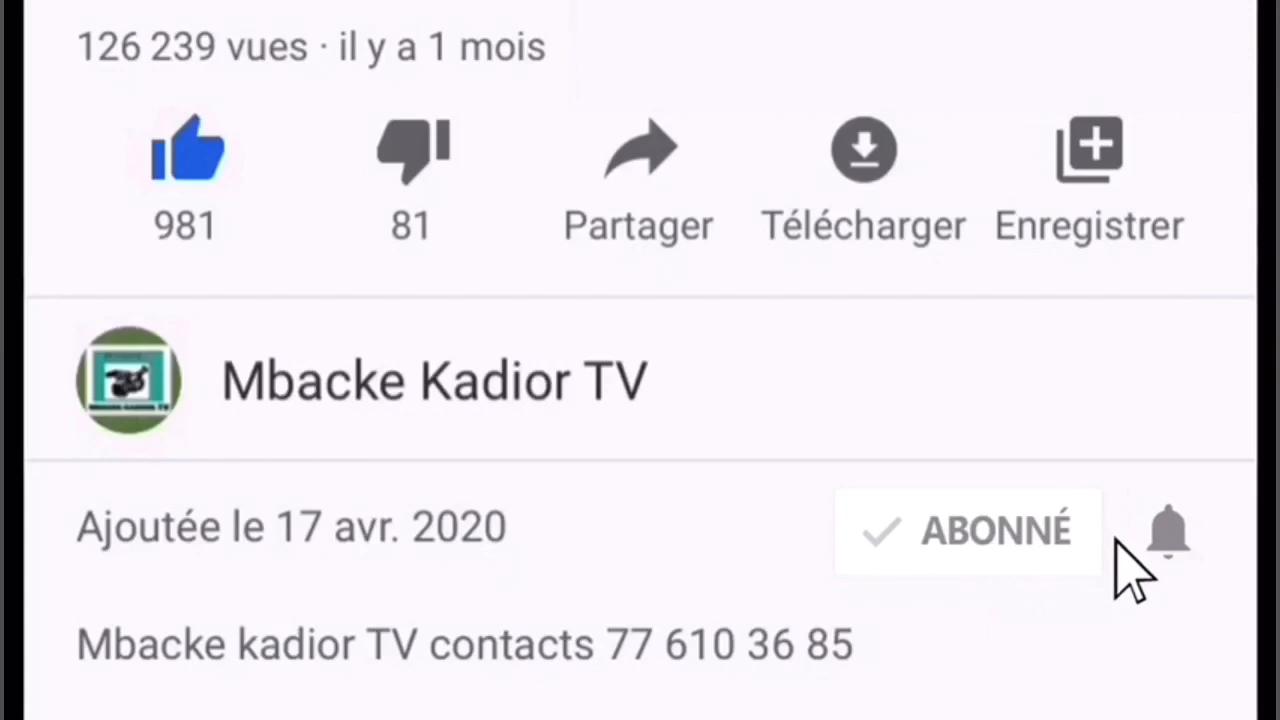 126 239 vues · il y a 1 mois
981
81
Partager
Télécharger
Enregistrer
Mbacke Kadior TV
Ajoutée le 17 avr. 2020
ABONNÉ
Mbacke kadior TV contacts 77 610 36 85